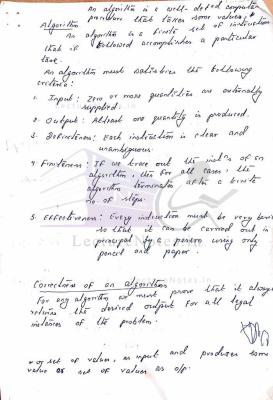 An algorithm is a well-defined computer
procedure that takes some values *
Algorithm
An algorithm is a finite set of instruction
that if followed accomplishes a particular
task.
An algorithm must satisfies the following
criteria:
1. Input: Zero or more quantities are externally
supplied.
2. Output: Atleast one quantity is produced.
3. Definiteness: Each instruction is clear and
unambiguous.
4. Finiteness: If we trace out the instns of an
algorithm, then for all cases, the
algorithm terminates after a finite
no of steps.
5. Effectiveness: Every instruction must be very basic
so that it can be carried out in
principal by a person using only
pencil and paper.
Correctness of an algorithm
For any algorithm we must prove that it always
returns the desired output for all legal
instances of the problem.
* or set of values, as input and produces some
value or set of values as o/p.